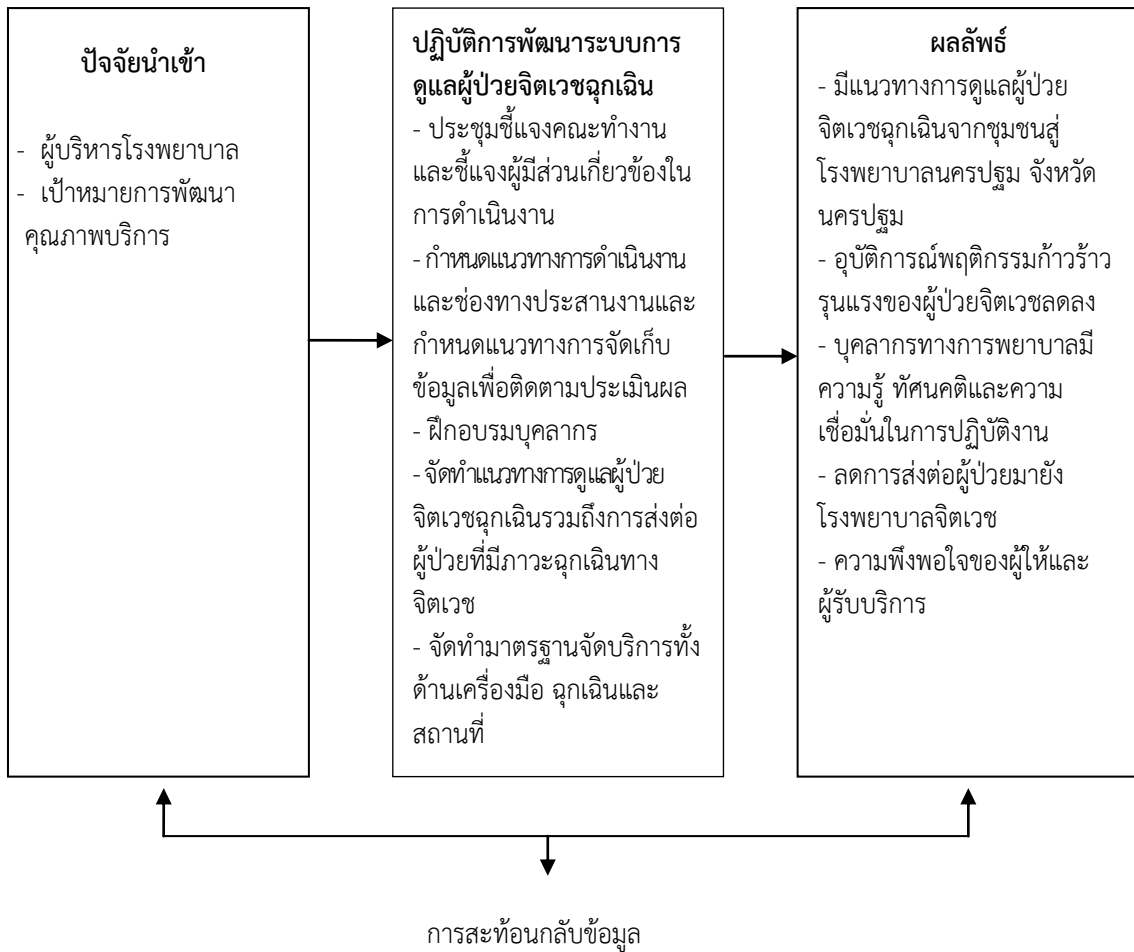 ปัจจัยนำเข้า
- ผู้บริหารโรงพยาบาล
- เป้าหมายการพัฒนา
คุณภาพบริการ
ปฏิบัติการพัฒนาระบบการ
ดูแลผู้ป่วยจิตเวชฉุกเฉิน
- ประชุมชี้แจงคณะทำงาน
และชี้แจงผู้มีส่วนเกี่ยวข้องใน
การดำเนินงาน
- กำหนดแนวทางการดำเนินงาน
และช่องทางประสานงานและ
กำหนดแนวทางการจัดเก็บ
ข้อมูลเพื่อติดตามประเมินผล
- ฝึกอบรมบุคลากร
- จัดทำแนวทางการดูแลผู้ป่วย
จิตเวชฉุกเฉินรวมถึงการส่งต่อ
ผู้ป่วยที่มีภาวะฉุกเฉินทาง
จิตเวช
- จัดทำมาตรฐานจัดบริการทั้ง
ด้านเครื่องมือ ฉุกเฉินและ
สถานที่
ผลลัพธ์
- มีแนวทางการดูแลผู้ป่วย
จิตเวชฉุกเฉินจากชุมชนสู่
โรงพยาบาลนครปฐม จังหวัด
นครปฐม
- อุบัติการณ์พฤติกรรมก้าวร้าว
รุนแรงของผู้ป่วยจิตเวชลดลง
- บุคลากรทางการพยาบาลมี
ความรู้ ทัศนคติและความ
เชื่อมั่นในการปฏิบัติงาน
- ลดการส่งต่อผู้ป่วยมายัง
โรงพยาบาลจิตเวช
- ความพึงพอใจของผู้ให้และ
ผู้รับบริการ
การสะท้อนกลับข้อมูล